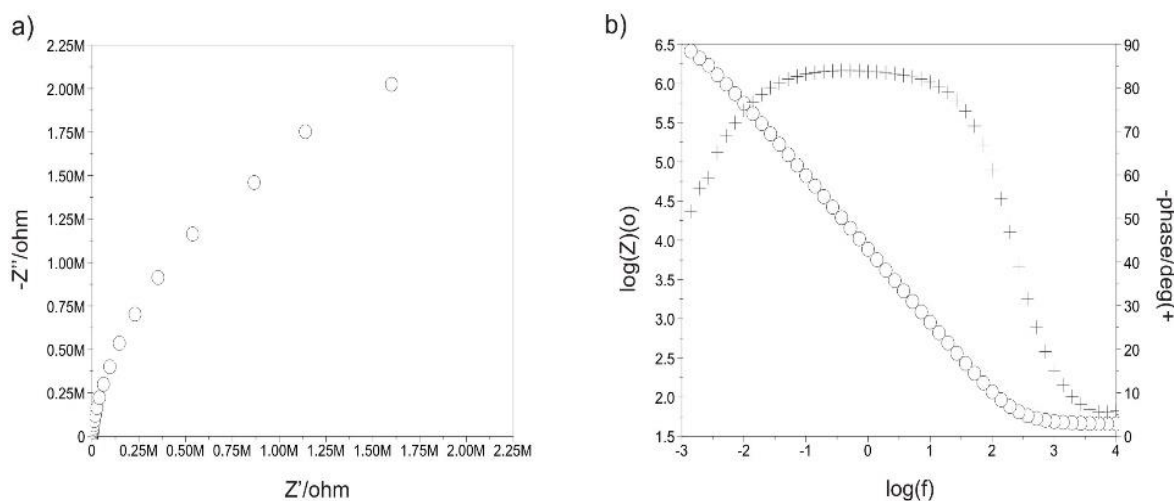 a)
2.25M
2.00M
1.75M
1.50M
1.25M
1.00M
0.75M
0.50M
0.25M
0
-Z''/ohm
0 0.25M 0.50M 0.75M 1.00M 1.25M 1.50M 1.75M 2.00M 2.25M
Z'/ohm
b)
6.5
6.0
5.5
5.0
4.5
4.0
3.5
3.0
2.5
2.0
1.5
log(Z)(o)
90
80
70
60
50
40
30
20
10
0
-phase/deg(+
-3 -2 -1 0 1 2 3 4
log(f)